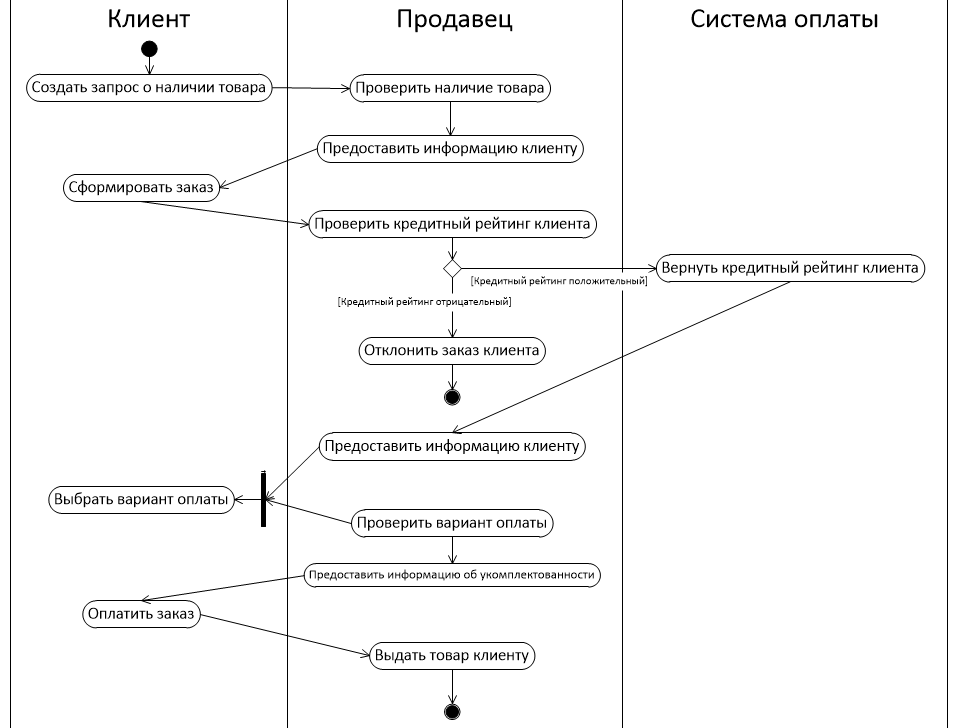 Клиент
Продавец
Система оплаты
Создать запрос о наличии товара
Проверить наличие товара
Предоставить информацию клиенту
Сформировать заказ
Проверить кредитный рейтинг клиента
Вернуть кредитный рейтинг клиента
[Кредитный рейтинг положительный]
[Кредитный рейтинг отрицательный]
Отклонить заказ клиента
Предоставить информацию клиенту
Выбрать вариант оплаты
Проверить вариант оплаты
Предоставить информацию об укомплектованности
Оплатить заказ
Выдать товар клиенту